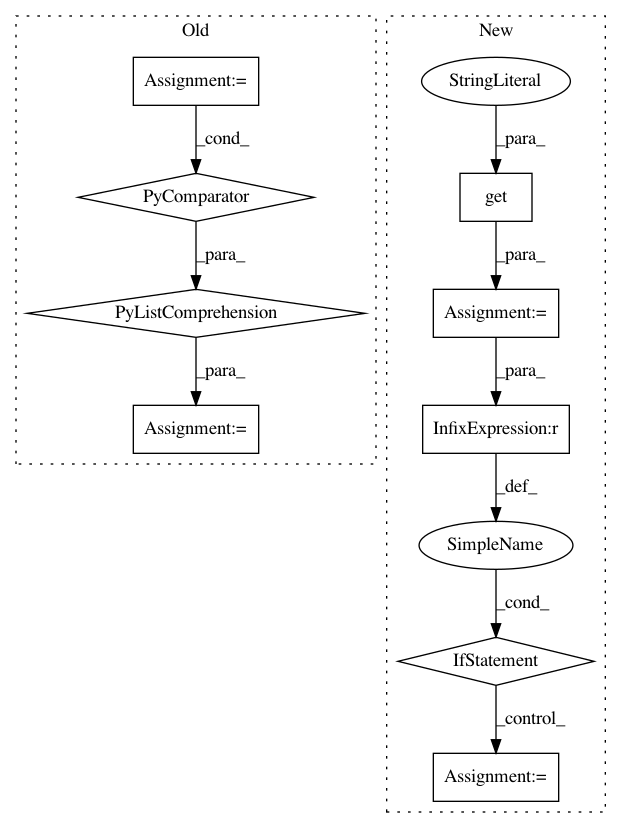 Old
Assignment:=
_cond_
PyComparator
_para_
PyListComprehension
_para_
Assignment:=
New
StringLiteral
_para_
get
_para_
Assignment:=
_para_
InfixExpression:r
_def_
SimpleName
_cond_
IfStatement
_control_
Assignment:=